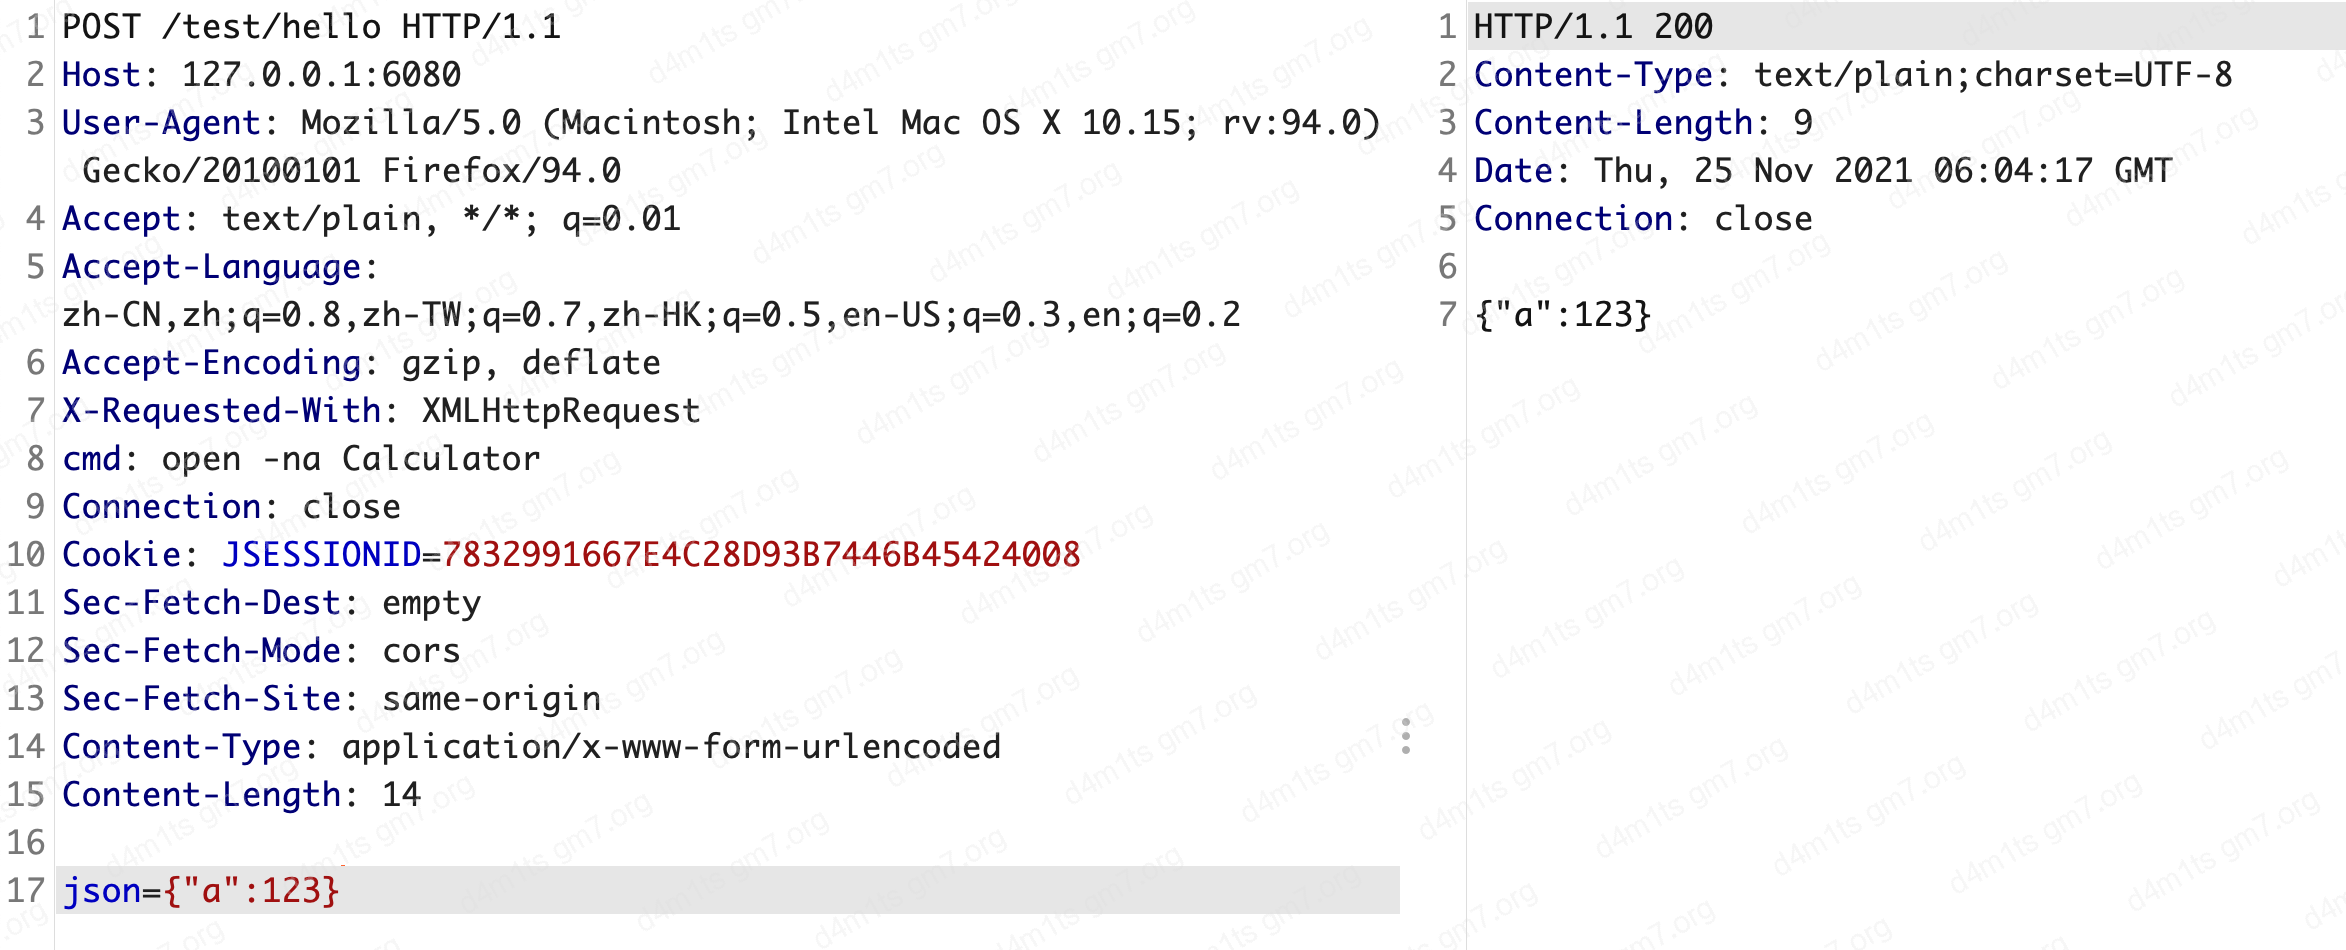 1 POST /test/hello HTTP/1.1
2 Host: 127.0.0.1:6080
3 User-Agent: Mozilla/5.0 (Macintosh; Intel Mac OS X 10.15; rv:94.0)
Gecko/20100101 Firefox/94.0
4 Accept: text/plain, */*; q=0.01
5 Accept-Language:
zh-CN,zh;q=0.8,zh-TW;q=0.7,zh-HK;q=0.5,en-US;q=0.3,en;q=0.2
6 Accept-Encoding: gzip, deflate
7 X-Requested-With: XMLHttpRequest
8 cmd: open -na Calculator
9 Connection: close
10 Cookie: JSESSIONID=7832991667E4C28D93B7446B45424008
11 Sec-Fetch-Dest: empty
12 Sec-Fetch-Mode: cors
13 Sec-Fetch-Site: same-origin
14 Content-Type: application/x-www-form-urlencoded
15 Content-Length: 14
16
17 json={"a":123}
1 HTTP/1.1 200
2 Content-Type: text/plain;charset=UTF-8
3 Content-Length: 9
4 Date: Thu, 25 Nov 2021 06:04:17 GMT
5 Connection: close
6
7 {"a":123}
d4m1ts gm7.org